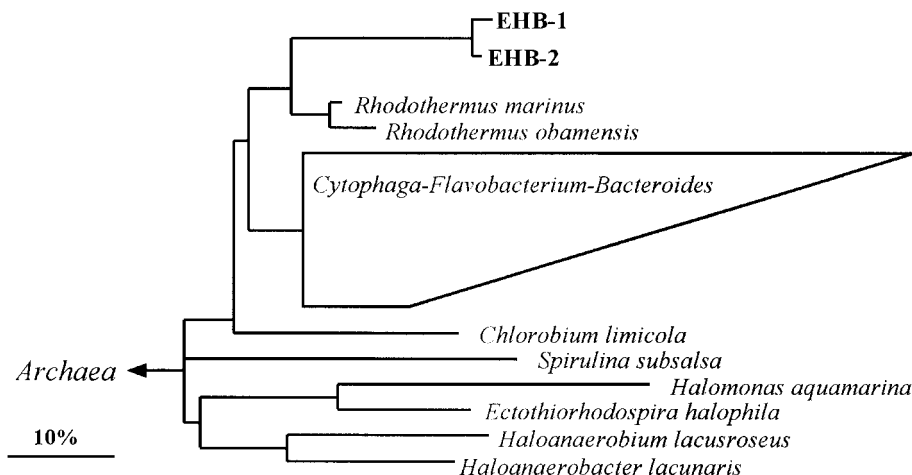 EHB-1
EHB-2
Rhodothermus marinus
Rhodothermus obamensis
Cytophaga-Flavobacterium-Bacteroides
Chlorobium limicola
Spirulina subsalsa
Archaea
Halomonas aquamarina
Ectothiorhodospira halophila
10%
Haloanaerobium lacusroseus
Haloanaerobacter lacunaris